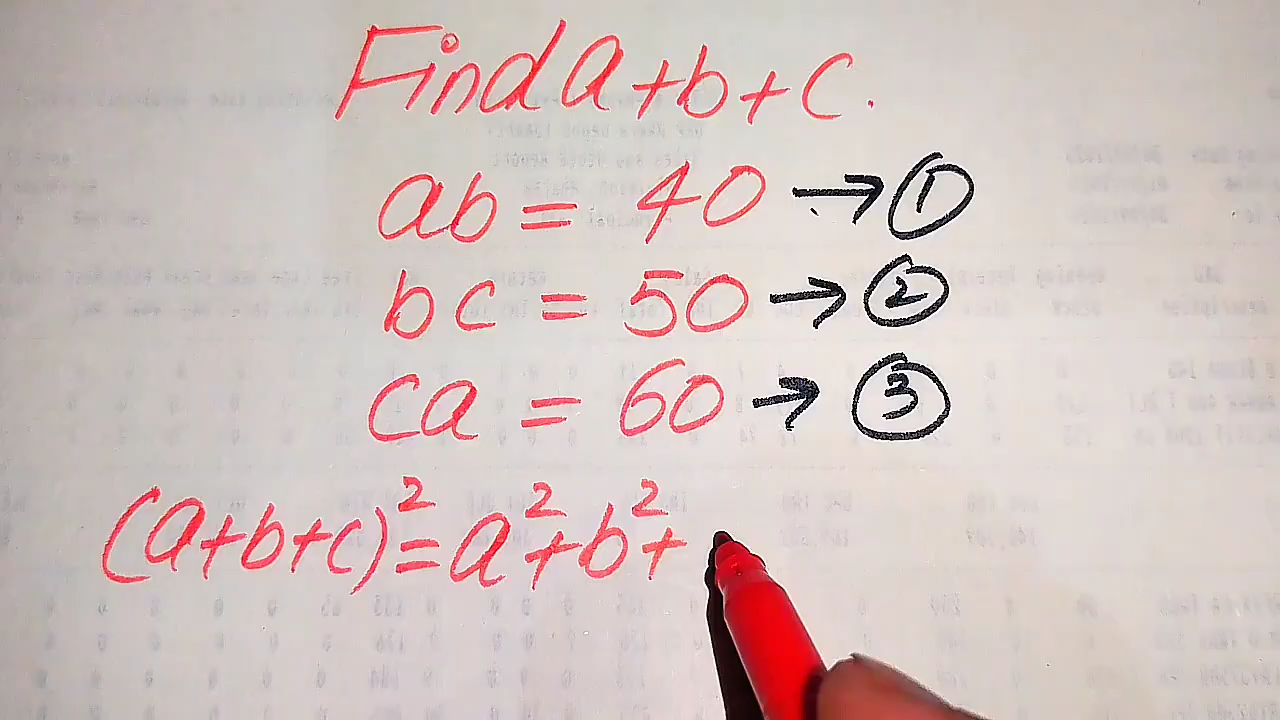 Find a+b+c.
ab = 40 → ①
bc = 50 → ②
ca = 60 → ③
(a+b+c)² = a²+b²+